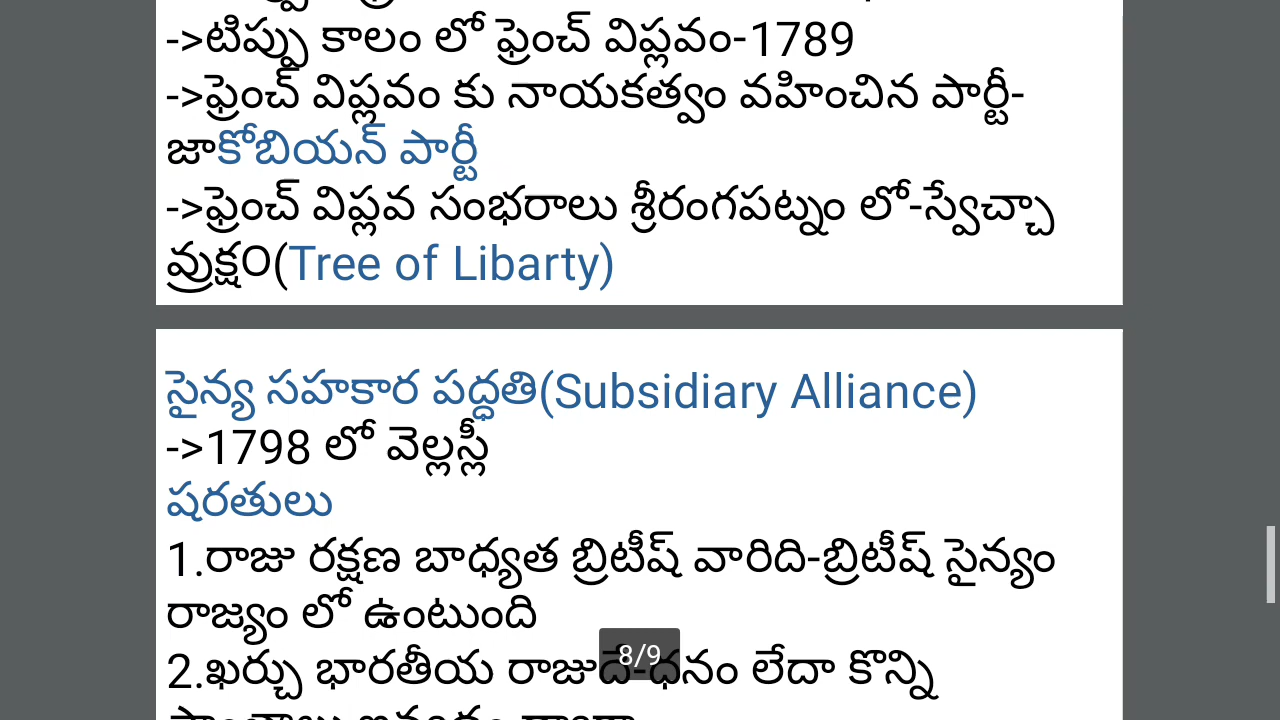 ->టిప్పు కాలం లో ఫ్రెంచ్ విప్లవం-1789
->ఫ్రెంచ్ విప్లవం కు నాయకత్వం వహించిన పార్టీ-
జాకోబియన్ పార్టీ
->ఫ్రెంచ్ విప్లవ సంభరాలు శ్రీరంగపట్నం లో-స్వేచ్చా
వ్రుక్షం(Tree of Libarty)
సైన్య సహకార పద్ధతి(Subsidiary Alliance)
->1798 లో వెల్లస్లీ
షరతులు
1.రాజు రక్షణ బాధ్యత బ్రిటీష్ వారిది-బ్రిటీష్ సైన్యం
రాజ్యం లో ఉంటుంది
2.ఖర్చు భారతీయ రాజుదే-ధనం లేదా కొన్ని
8/9